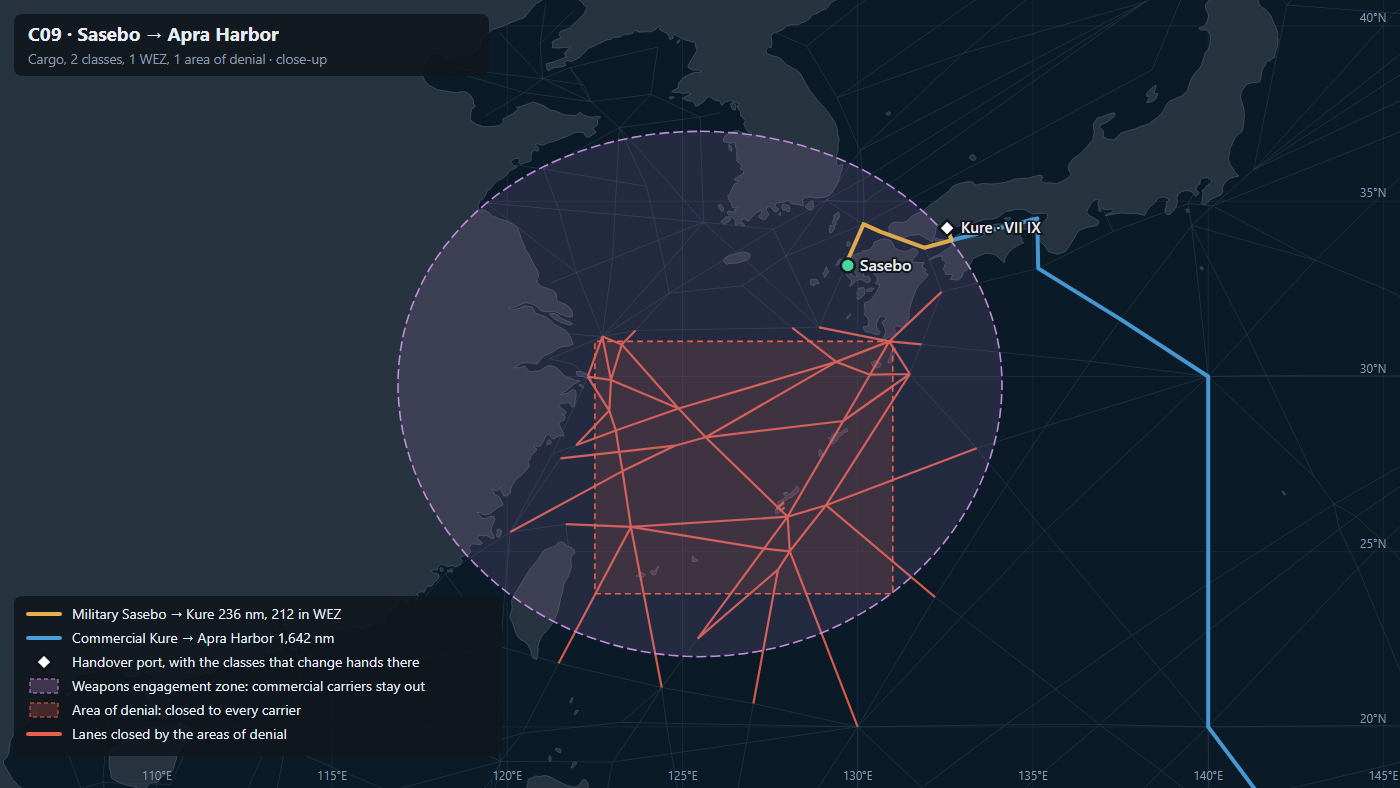 C09 · Sasebo → Apra Harbor
Cargo, 2 classes, 1 WEZ, 1 area of denial · close-up
40°N
35°N
Kure · VII IX
Sasebo
30°N
25°N
20°N
Military Sasebo → Kure 236 nm, 212 in WEZ
Commercial Kure → Apra Harbor 1,642 nm
Handover port, with the classes that change hands there
Weapons engagement zone: commercial carriers stay out
Area of denial: closed to every carrier
Lanes closed by the areas of denial
110°E
115°E
120°E
125°E
130°E
135°E
140°E
145°E